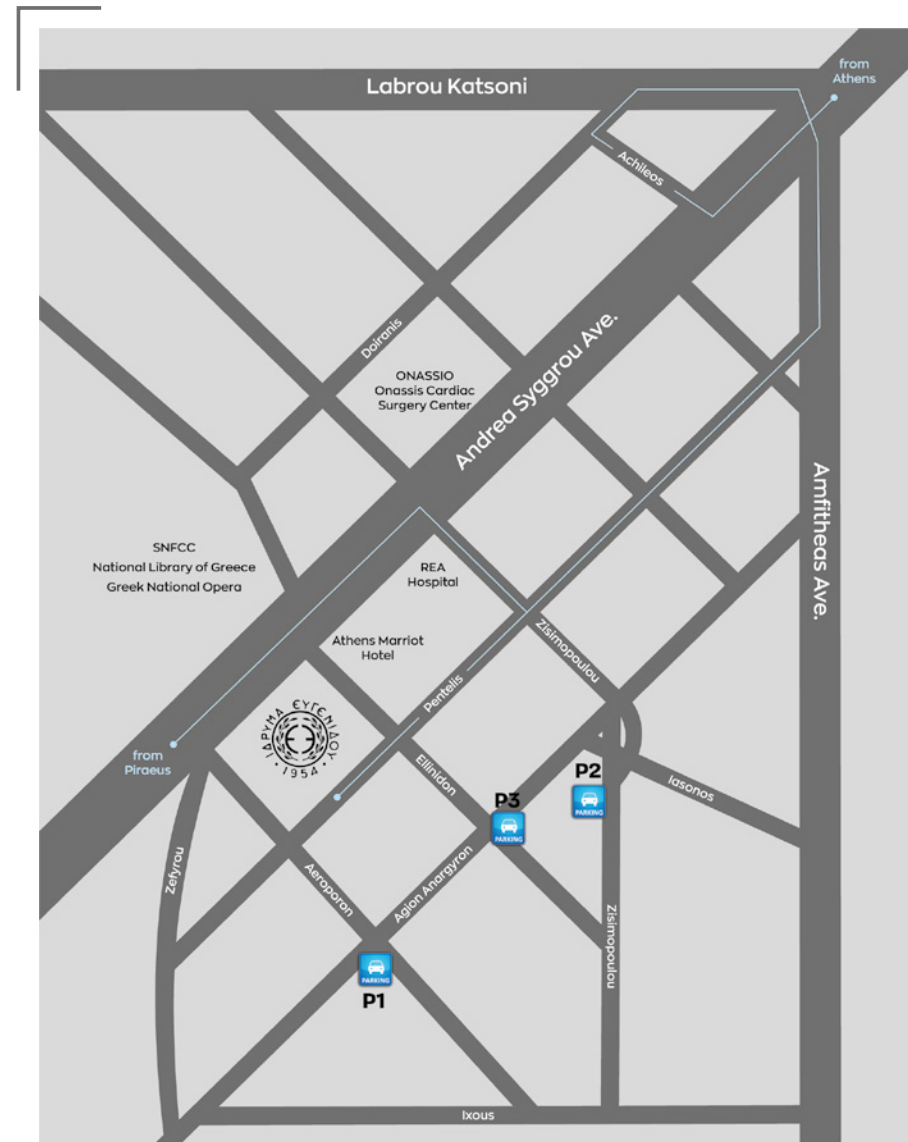 from
Athens
Labrou Katsoni
Achileos
Doiranis
ONASSIO
Onassis Cardiac
Surgery Center
Andrea Syggrou Ave.
Amfitheas Ave.
SNFCC
National Library of Greece
Greek National Opera
REA
Hospital
Zisimopoulou
Athens Marriot
Hotel
Pentelis
ΙΔΡΥΜΑ ΕΥΓΕΝΙΔΟΥ
• 1954 •
from
Piraeus
Ellinidon
P2
PARKING
Iasonos
P3
PARKING
Zefyrou
Aeroporon
Agion Anargyron
Zisimopoulou
PARKING
P1
Ixous